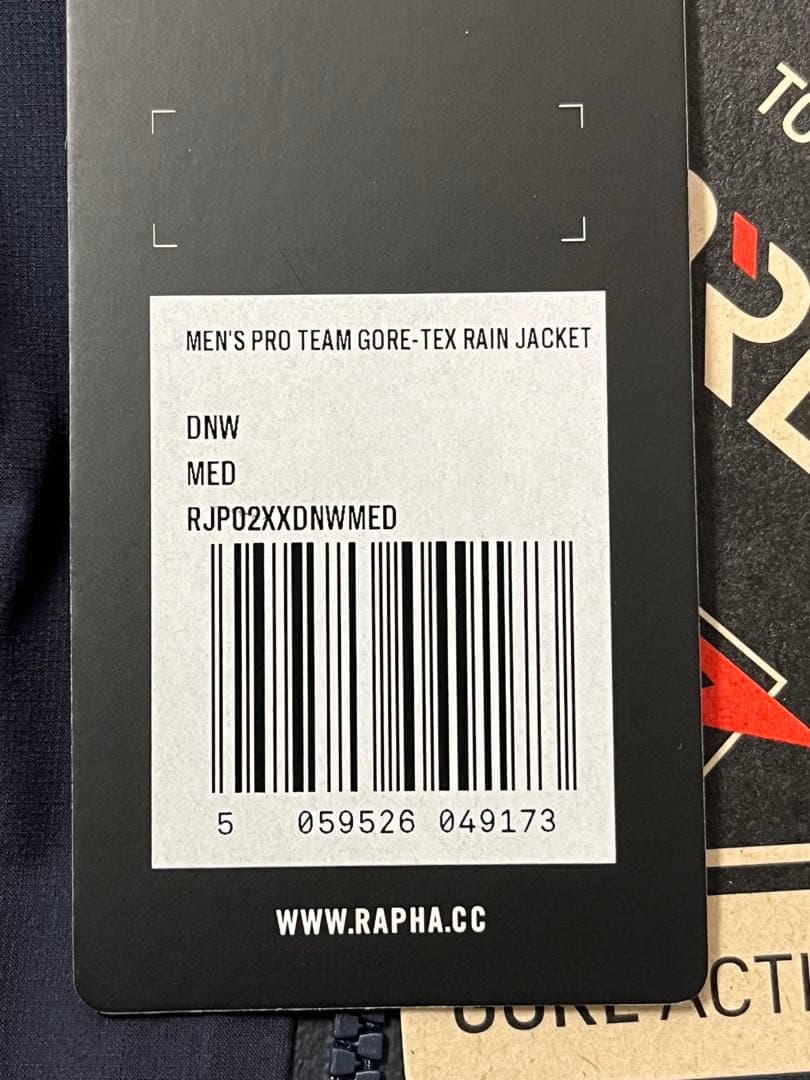 MEN'S PRO TEAM GORE-TEX RAIN JACKET
DNW
MED
RJP02XXDNWMED
5 059526 049173
WWW.RAPHA.CC